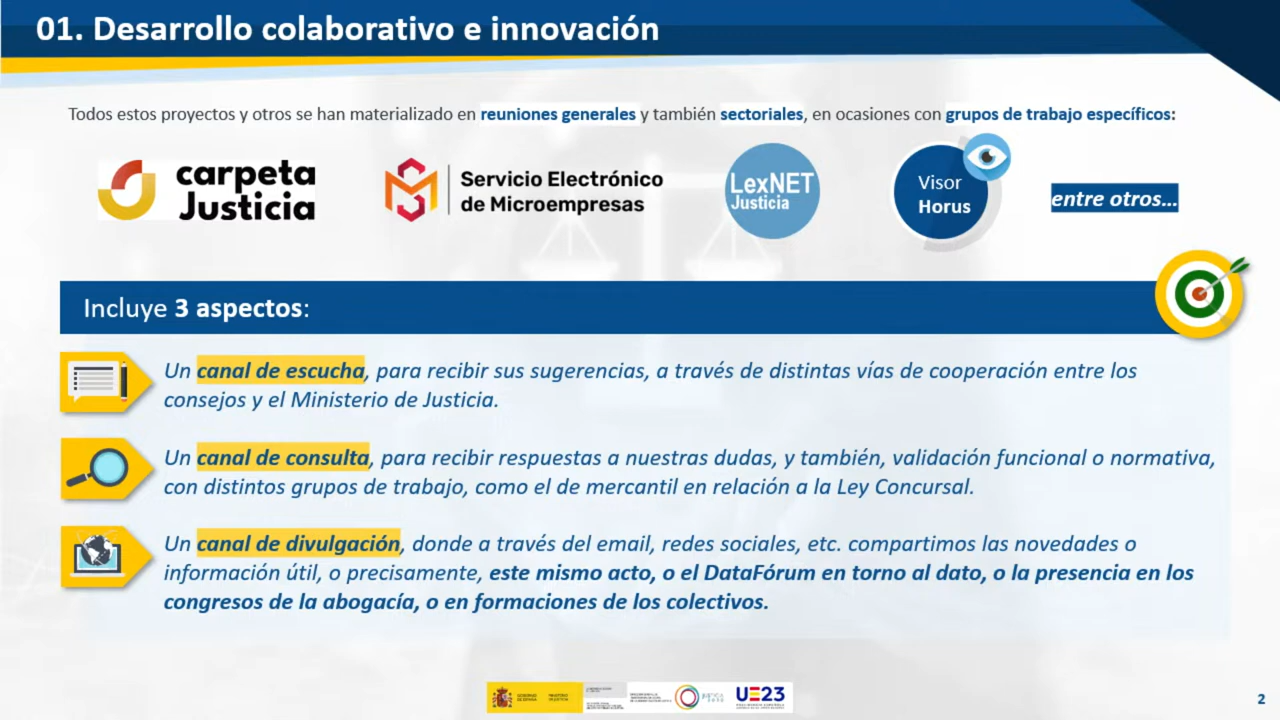 01. Desarrollo colaborativo e innovación
Todos estos proyectos y otros se han materializado en reuniones generales y también sectoriales, en ocasiones con grupos de trabajo específicos:
carpeta
Justicia
Servicio Electrónico
de Microempresas
LexNET
Justicia
Visor
Horus
entre otros...
Incluye 3 aspectos:
Un canal de escucha, para recibir sus sugerencias, a través de distintas vías de cooperación entre los
consejos y el Ministerio de Justicia.
Un canal de consulta, para recibir respuestas a nuestras dudas, y también, validación funcional o normativa,
con distintos grupos de trabajo, como el de mercantil en relación a la Ley Concursal.
Un canal de divulgación, donde a través del email, redes sociales, etc. compartimos las novedades o
información útil, o precisamente, este mismo acto, o el DataFórum en torno al dato, o la presencia en los
congresos de la abogacía, o en formaciones de los colectivos.
UE23
2